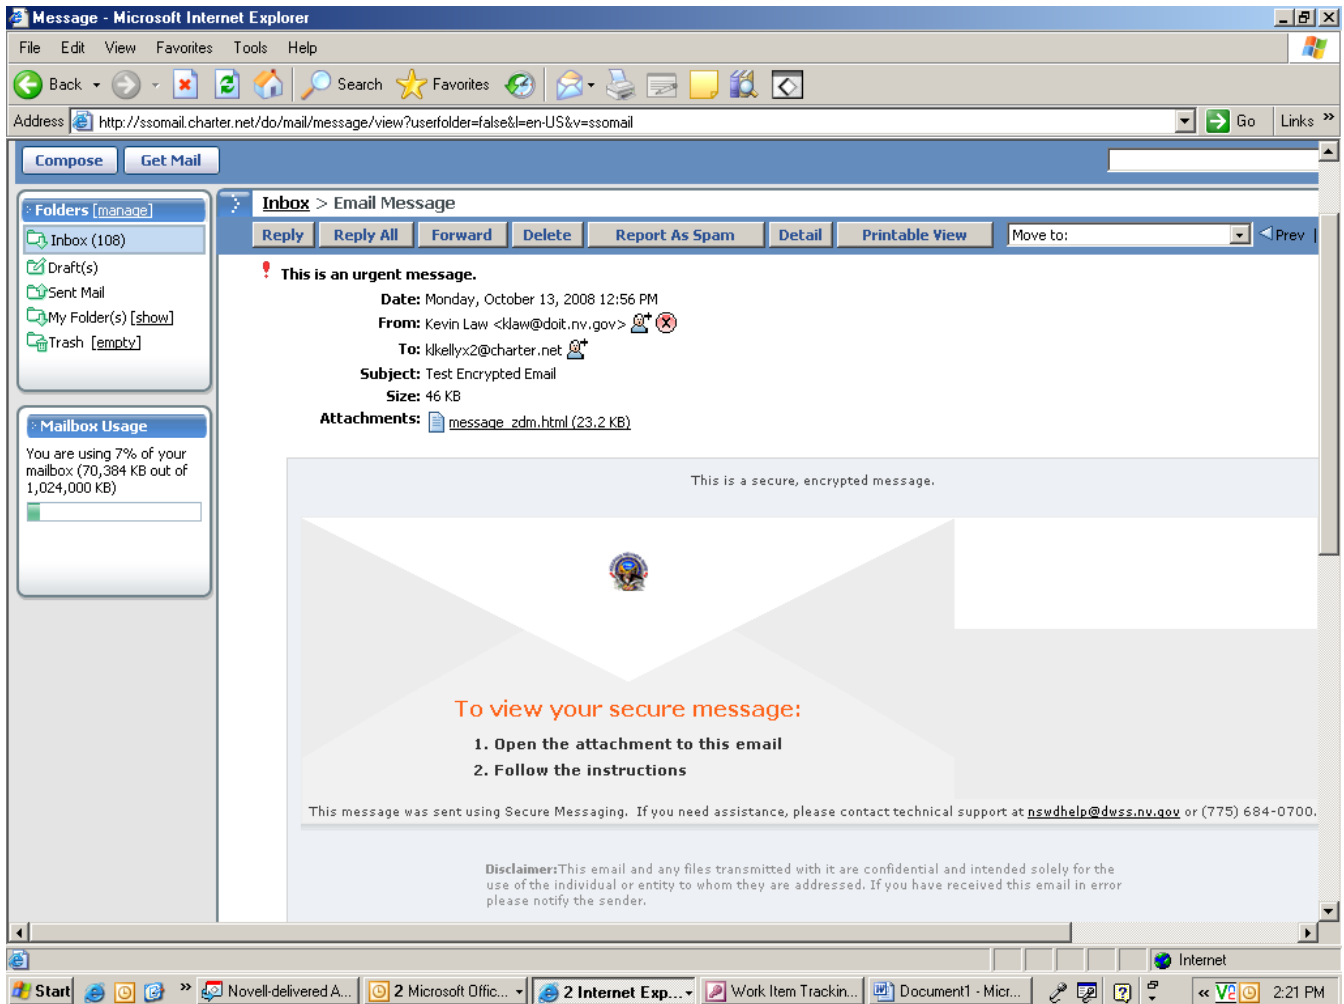 Message - Microsoft Internet Explorer
File Edit View Favorites Tools Help
Back Search Favorites
Address http://ssomail.charter.net/do/mail/message/view?userfolder=false&l=en-US&v=ssomail Go Links »
Compose Get Mail
Folders [manage]
Inbox (108)
Draft(s)
Sent Mail
My Folder(s) [show]
Trash [empty]
Mailbox Usage
You are using 7% of your
mailbox (70,384 KB out of
1,024,000 KB)
Inbox > Email Message
Reply Reply All Forward Delete Report As Spam Detail Printable View Move to: Prev |
This is an urgent message.
Date: Monday, October 13, 2008 12:56 PM
From: Kevin Law <klaw@doit.nv.gov>
To: klkellyx2@charter.net
Subject: Test Encrypted Email
Size: 46 KB
Attachments: message_zdm.html (23.2 KB)
This is a secure, encrypted message.
To view your secure message:
1. Open the attachment to this email
2. Follow the instructions
This message was sent using Secure Messaging. If you need assistance, please contact technical support at nswdhelp@dwss.nv.gov or (775) 684-0700.
Disclaimer:This email and any files transmitted with it are confidential and intended solely for the
use of the individual or entity to whom they are addressed. If you have received this email in error
please notify the sender.
Internet
Start » Novell-delivered A... 2 Microsoft Offic... 2 Internet Exp... Work Item Trackin... Document1 - Micr... « 2:21 PM